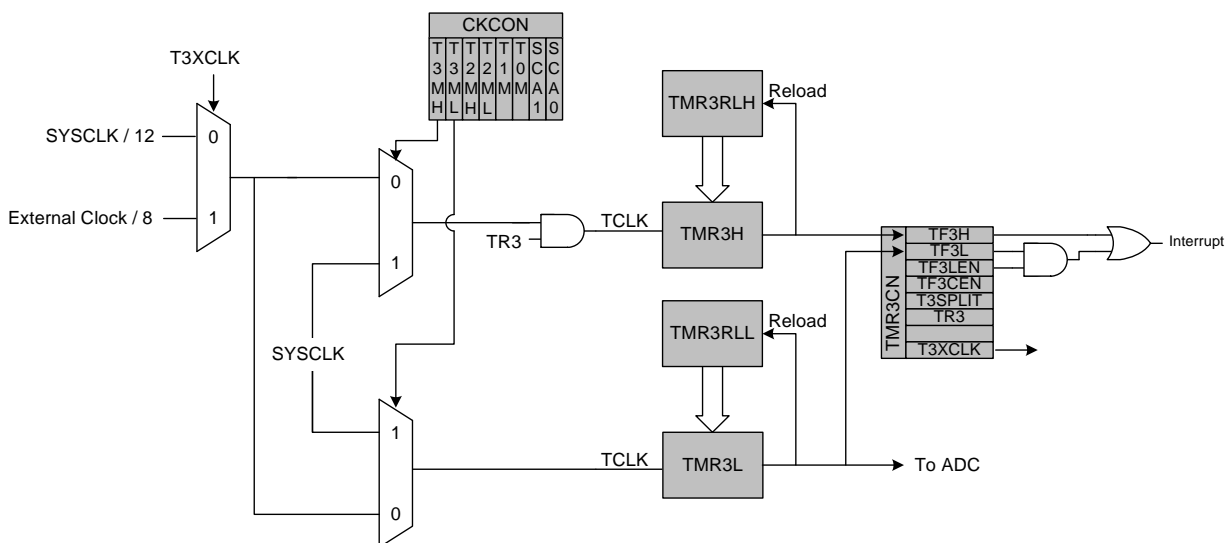 CKCON
T3MH
T3ML
T2MH
T2ML
T1M
T0M
SCA1
SCA0
T3XCLK
SYSCLK / 12
0
External Clock / 8
1
0
1
SYSCLK
1
0
TR3
TCLK
TMR3RLH
Reload
TMR3H
TMR3RLL
Reload
TCLK
TMR3L
To ADC
TMR3CN
TF3H
TF3L
TF3LEN
TF3CEN
T3SPLIT
TR3
T3XCLK
Interrupt